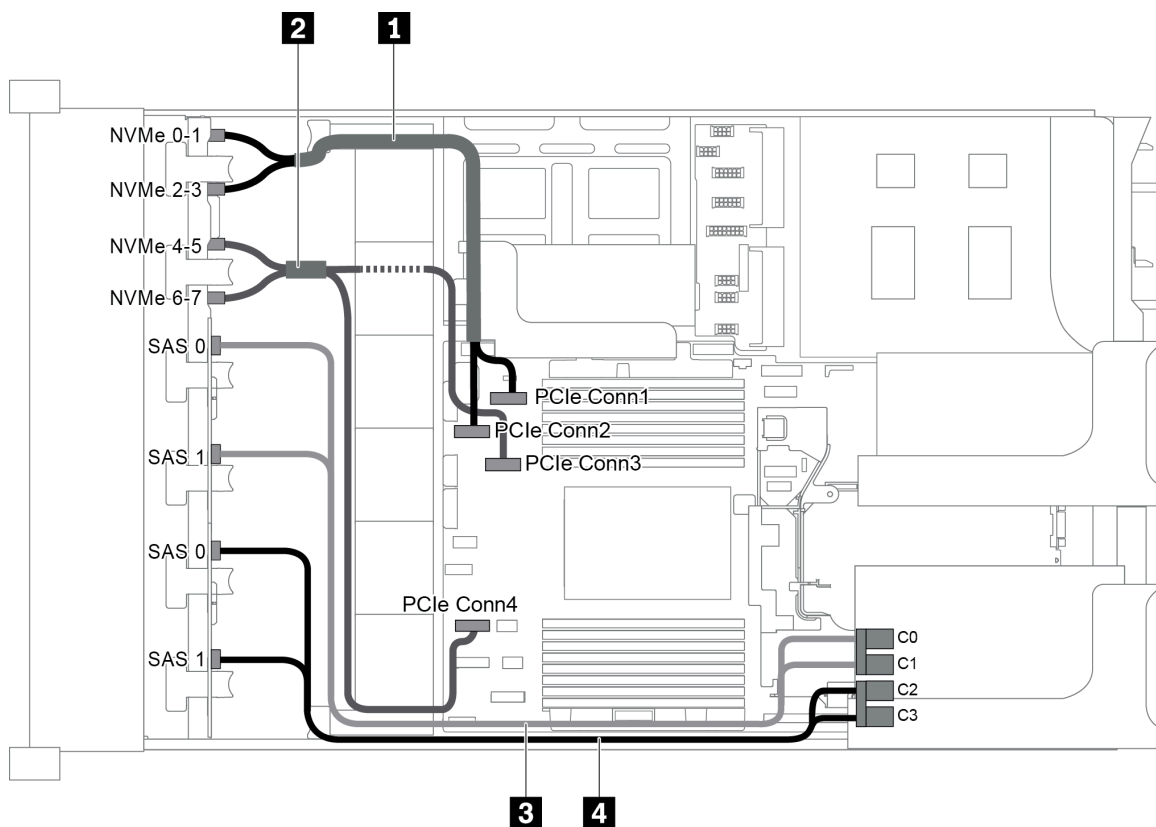 2
1
NVMe 0-1
NVMe 2-3
NVMe 4-5
NVMe 6-7
SAS 0
PCIe Conn1
PCIe Conn2
SAS 1
PCIe Conn3
SAS 0
PCIe Conn4
C0
SAS 1
C1
C2
C3
3
4